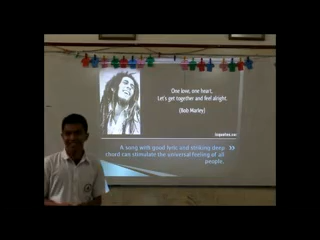 One love, one heart,
Let's get together and feel alright.
(Bob Marley)
A song with good lyric and striking deep
chord can stimulate the universal feeling of all
people.